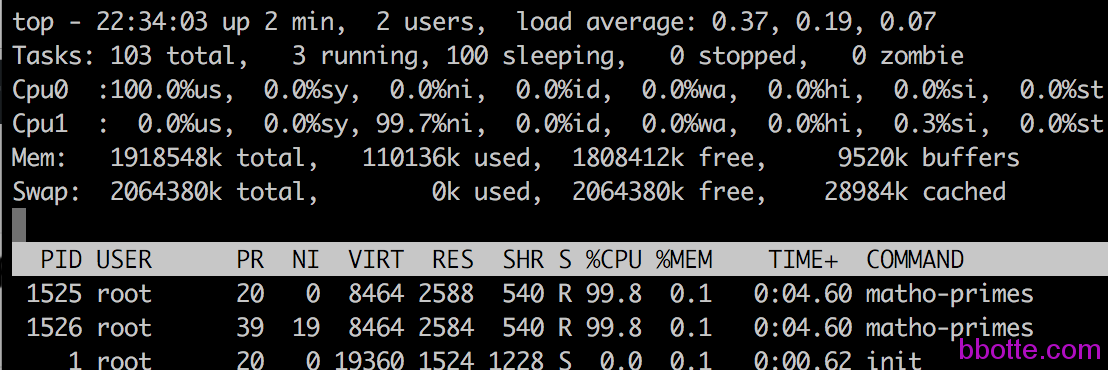 top - 22:34:03 up 2 min,  2 users,  load average: 0.37, 0.19, 0.07
Tasks: 103 total,   3 running, 100 sleeping,   0 stopped,   0 zombie
Cpu0  :100.0%us,  0.0%sy,  0.0%ni,  0.0%id,  0.0%wa,  0.0%hi,  0.0%si,  0.0%st
Cpu1  :  0.0%us,  0.0%sy, 99.7%ni,  0.0%id,  0.0%wa,  0.0%hi,  0.3%si,  0.0%st
Mem:   1918548k total,   110136k used,  1808412k free,     9520k buffers
Swap:  2064380k total,        0k used,  2064380k free,    28984k cached
  PID USER      PR  NI  VIRT  RES  SHR S %CPU %MEM    TIME+  COMMAND
 1525 root      20   0  8464 2588  540 R 99.8  0.1   0:04.60 matho-primes
 1526 root      39  19  8464 2584  540 R 99.8  0.1   0:04.60 matho-primes
    1 root      20   0 19360 1524 1228 S  0.0  0.1   0:00.62 init
bbotte.com